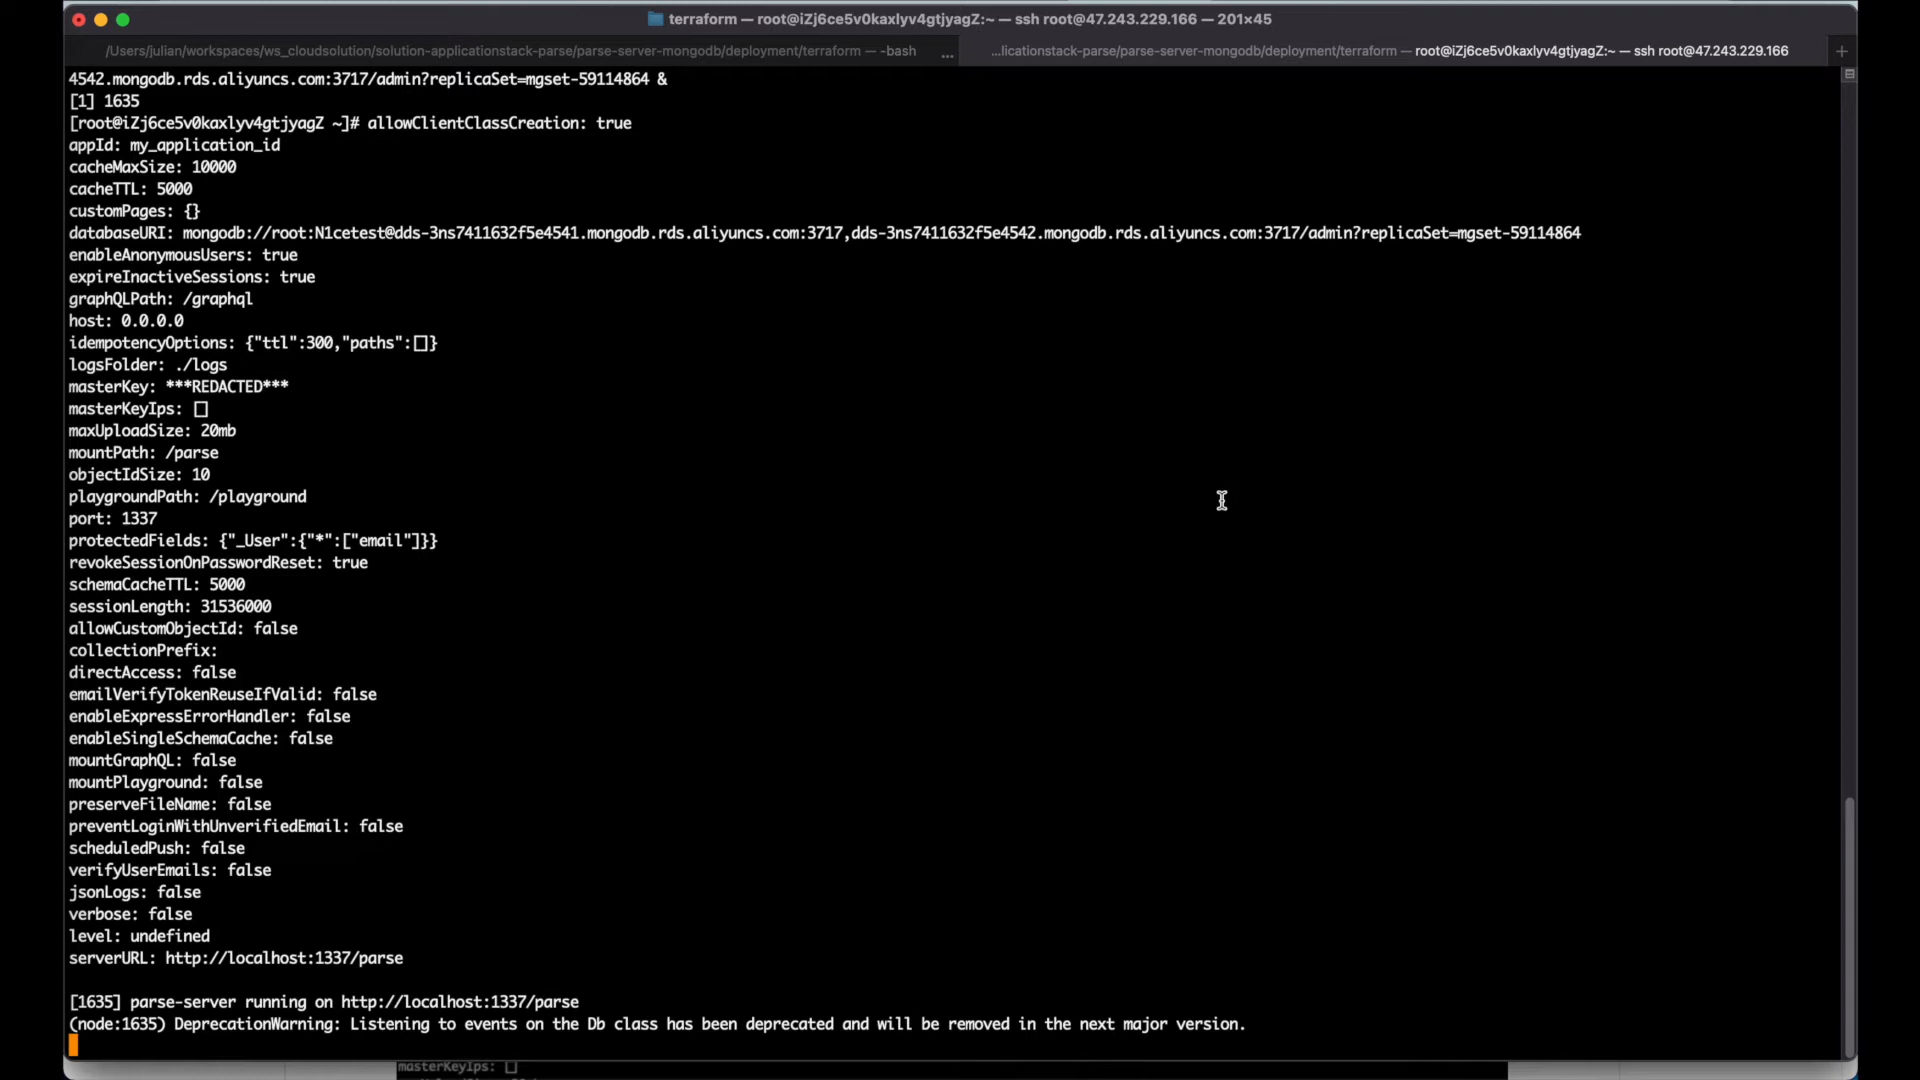 terraform — root@iZj6ce5v0kaxlyv4gtjyagZ:~ — ssh root@47.243.229.166 — 201×45
/Users/julian/workspaces/ws_cloudsolution/solution-applicationstack-parse/parse-server-mongodb/deployment/terraform — -bash ...
...licationstack-parse/parse-server-mongodb/deployment/terraform — root@iZj6ce5v0kaxlyv4gtjyagZ:~ — ssh root@47.243.229.166 +
4542.mongodb.rds.aliyuncs.com:3717/admin?replicaSet=mgset-59114864 &
[1] 1635
[root@iZj6ce5v0kaxlyv4gtjyagZ ~]# allowClientClassCreation: true
appId: my_application_id
cacheMaxSize: 10000
cacheTTL: 5000
customPages: {}
databaseURI: mongodb://root:N1cetest@dds-3ns7411632f5e4541.mongodb.rds.aliyuncs.com:3717,dds-3ns7411632f5e4542.mongodb.rds.aliyuncs.com:3717/admin?replicaSet=mgset-59114864
enableAnonymousUsers: true
expireInactiveSessions: true
graphQLPath: /graphql
host: 0.0.0.0
idempotencyOptions: {"ttl":300,"paths":[]}
logsFolder: ./logs
masterKey: ***REDACTED***
masterKeyIps: []
maxUploadSize: 20mb
mountPath: /parse
objectIdSize: 10
playgroundPath: /playground
port: 1337
protectedFields: {"_User":{"*":["email"]}}
revokeSessionOnPasswordReset: true
schemaCacheTTL: 5000
sessionLength: 31536000
allowCustomObjectId: false
collectionPrefix:
directAccess: false
emailVerifyTokenReuseIfValid: false
enableExpressErrorHandler: false
enableSingleSchemaCache: false
mountGraphQL: false
mountPlayground: false
preserveFileName: false
preventLoginWithUnverifiedEmail: false
scheduledPush: false
verifyUserEmails: false
jsonLogs: false
verbose: false
level: undefined
serverURL: http://localhost:1337/parse
[1635] parse-server running on http://localhost:1337/parse
(node:1635) DeprecationWarning: Listening to events on the Db class has been deprecated and will be removed in the next major version.
masterKeyIps: []